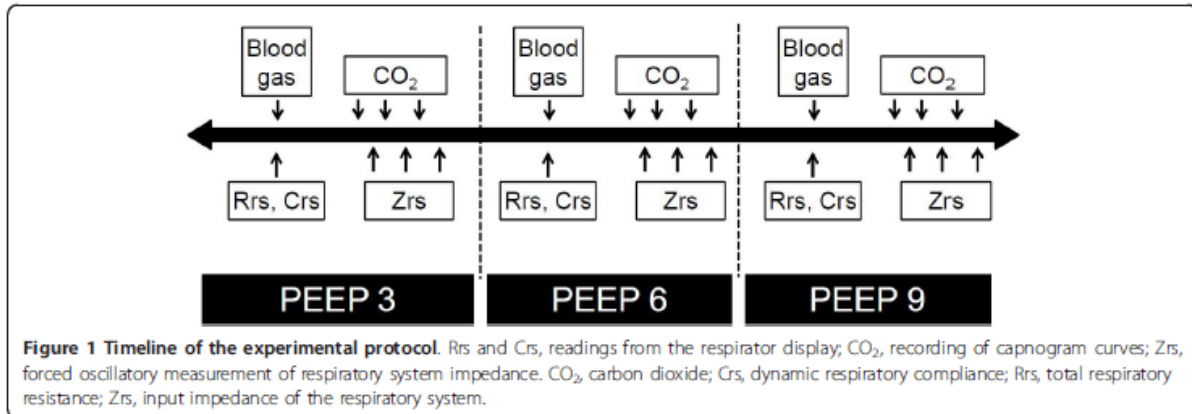 Blood gas
CO₂
Blood gas
CO₂
Blood gas
CO₂
Rrs, Crs
Zrs
Rrs, Crs
Zrs
Rrs, Crs
Zrs
PEEP 3
PEEP 6
PEEP 9
Figure 1 Timeline of the experimental protocol. Rrs and Crs, readings from the respirator display; CO₂, recording of capnogram curves; Zrs,
forced oscillatory measurement of respiratory system impedance. CO₂, carbon dioxide; Crs, dynamic respiratory compliance; Rrs, total respiratory
resistance; Zrs, input impedance of the respiratory system.